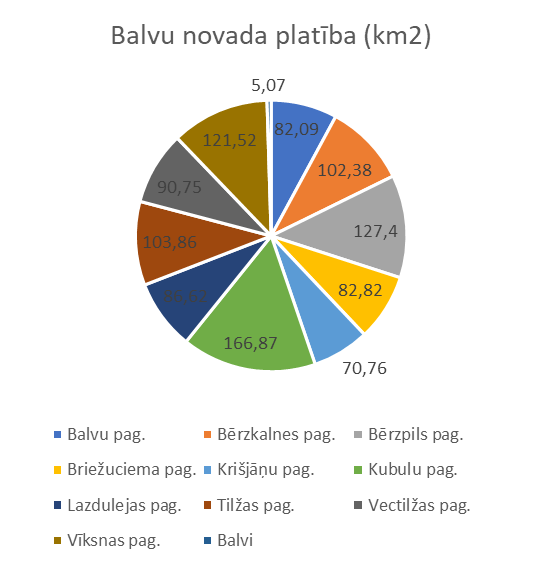 Balvu novada platība (km2)
5,07
82,09
121,52
102,38
90,75
127,4
103,86
82,82
166,87
70,76
Balvu pag.
Bērzkalnes pag.
Bērzpils pag.
Briežuciema pag.
Krišjāņu pag.
Kubulu pag.
Lazdulejas pag.
Tilžas pag.
Vectilžas pag.
Vīksnas pag.
Balvi